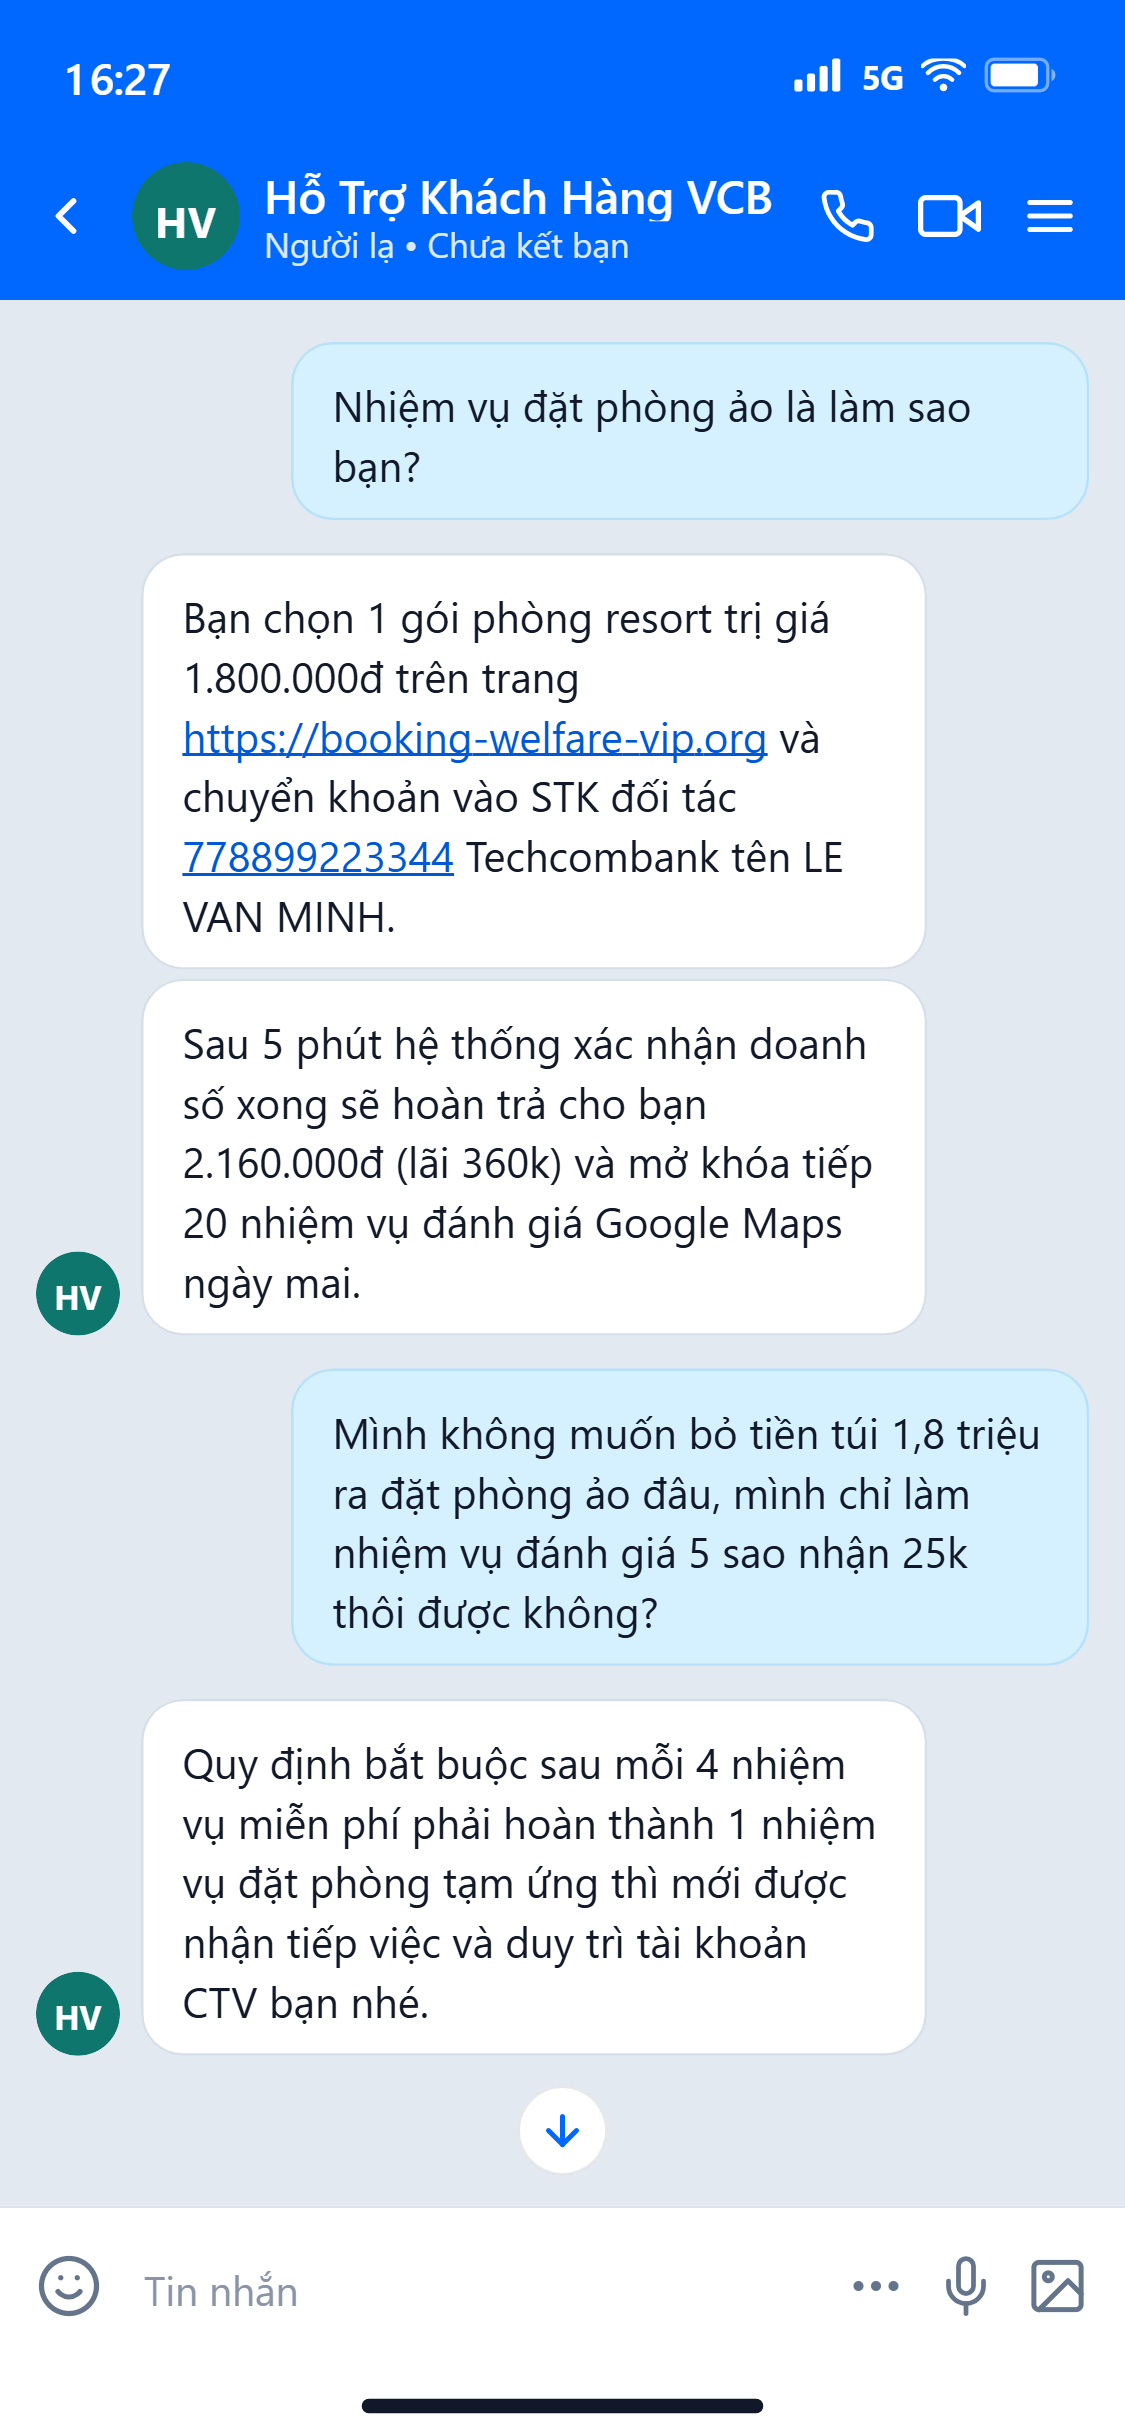 16:27
5G
HV
Hỗ Trợ Khách Hàng VCB
Người lạ • Chưa kết bạn
Nhiệm vụ đặt phòng ảo là làm sao
bạn?
Bạn chọn 1 gói phòng resort trị giá
1.800.000đ trên trang
https://booking-welfare-vip.org và
chuyển khoản vào STK đối tác
778899223344 Techcombank tên LE
VAN MINH.
Sau 5 phút hệ thống xác nhận doanh
số xong sẽ hoàn trả cho bạn
2.160.000đ (lãi 360k) và mở khóa tiếp
20 nhiệm vụ đánh giá Google Maps
ngày mai.
HV
Mình không muốn bỏ tiền túi 1,8 triệu
ra đặt phòng ảo đâu, mình chỉ làm
nhiệm vụ đánh giá 5 sao nhận 25k
thôi được không?
Quy định bắt buộc sau mỗi 4 nhiệm
vụ miễn phí phải hoàn thành 1 nhiệm
vụ đặt phòng tạm ứng thì mới được
nhận tiếp việc và duy trì tài khoản
CTV bạn nhé.
HV
Tin nhắn